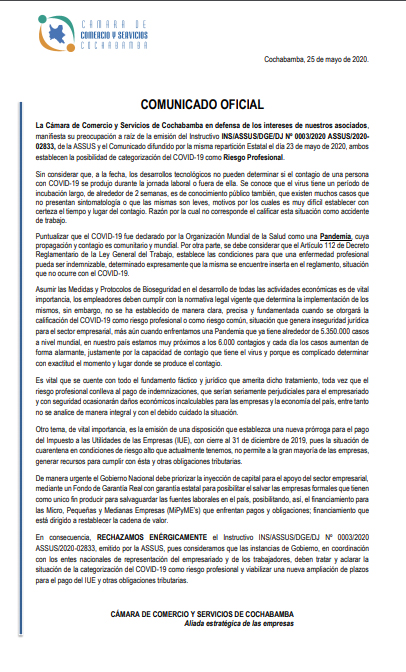 CÁMARA DE
COMERCIO Y SERVICIOS
COCHABAMBA
Cochabamba, 25 de mayo de 2020.
COMUNICADO OFICIAL
La Cámara de Comercio y Servicios de Cochabamba en defensa de los intereses de nuestros asociados,
manifiesta su preocupación a raíz de la emisión del Instructivo INS/ASSUS/DGE/DJ Nº 0003/2020 ASSUS/2020-
02833, de la ASSUS y el Comunicado difundido por la misma repartición Estatal el día 23 de mayo de 2020, ambos
establecen la posibilidad de categorización del COVID-19 como Riesgo Profesional.
Sin considerar que, a la fecha, los desarrollos tecnológicos no pueden determinar si el contagio de una persona
con COVID-19 se produjo durante la jornada laboral o fuera de ella. Se conoce que el virus tiene un período de
incubación largo, de alrededor de 2 semanas, es de conocimiento público también, que existen muchos casos que
no presentan sintomatología o que las mismas son leves, motivos por los cuales es muy difícil establecer con
certeza el tiempo y lugar del contagio. Razón por la cual no corresponde el calificar esta situación como accidente
de trabajo.
Puntualizar que el COVID-19 fue declarado por la Organización Mundial de la Salud como una Pandemia, cuya
propagación y contagio es comunitario y mundial. Por otra parte, se debe considerar que el Artículo 112 de Decreto
Reglamentario de la Ley General del Trabajo, establece las condiciones para que una enfermedad profesional
pueda ser indemnizable, determinado expresamente que la misma se encuentre inserta en el reglamento, situación
que no ocurre con el COVID-19.
Asumir las Medidas y Protocolos de Bioseguridad en el desarrollo de todas las actividades económicas es de vital
importancia, los empleadores deben cumplir con la normativa legal vigente que determina la implementación de los
mismos, sin embargo, no se ha establecido de manera clara, precisa y fundamentada cuando se otorgará la
calificación del COVID-19 como riesgo profesional o como riesgo común, situación que genera inseguridad jurídica
para el sector empresarial, más aún cuando enfrentamos una Pandemia que ya tiene alrededor de 5.350.000 casos
a nivel mundial, en nuestro país estamos muy próximos a los 6.000 contagios y cada día los casos aumentan de
forma alarmante, justamente por la capacidad de contagio que tiene el virus y porque es complicado determinar
con exactitud el momento y lugar donde se produce el contagio.
Es vital que se cuente con todo el fundamento fáctico y jurídico que amerita dicho tratamiento, toda vez que el
riesgo profesional conlleva al pago de indemnizaciones, que serían seriamente perjudiciales para el empresariado
y con seguridad ocasionarán daños económicos incalculables para las empresas y la economía del país, entre tanto
no se analice de manera integral y con el debido cuidado la situación.
Otro tema, de vital importancia, es la emisión de una disposición que establezca una nueva prórroga para el pago
del Impuesto a las Utilidades de las Empresas (IUE), con cierre al 31 de diciembre de 2019, pues la situación de
cuarentena en condiciones de riesgo alto que actualmente tenemos, no permite a la gran mayoría de las empresas,
generar recursos para cumplir con ésta y otras obligaciones tributarias.
De manera urgente el Gobierno Nacional debe priorizar la inyección de capital para el apoyo del sector empresarial,
mediante un Fondo de Garantía Real con garantía estatal para posibilitar el salvar las empresas formales que tienen
como unico fin producir para salvaguardar las fuentes laborales en el país, posibilitando, así, el financiamiento para
las Micro, Pequeñas y Medianas Empresas (MiPyME's) que enfrentan pagos y obligaciones; financiamiento que
está dirigido a restablecer la cadena de valor.
En consecuencia, RECHAZAMOS ENÉRGICAMENTE el Instructivo INS/ASSUS/DGE/DJ Nº 0003/2020
ASSUS/2020-02833, emitido por la ASSUS, pues consideramos que las instancias de Gobierno, en coordinación
con los entes nacionales de representación del empresariado y de los trabajadores, deben tratar y aclarar la
situación de la categorización del COVID-19 como riesgo profesional y viabilizar una nueva ampliación de plazos
para el pago del IUE y otras obligaciones tributarias.
CÁMARA DE COMERCIO Y SERVICIOS DE COCHABAMBA
Aliada estratégica de las empresas